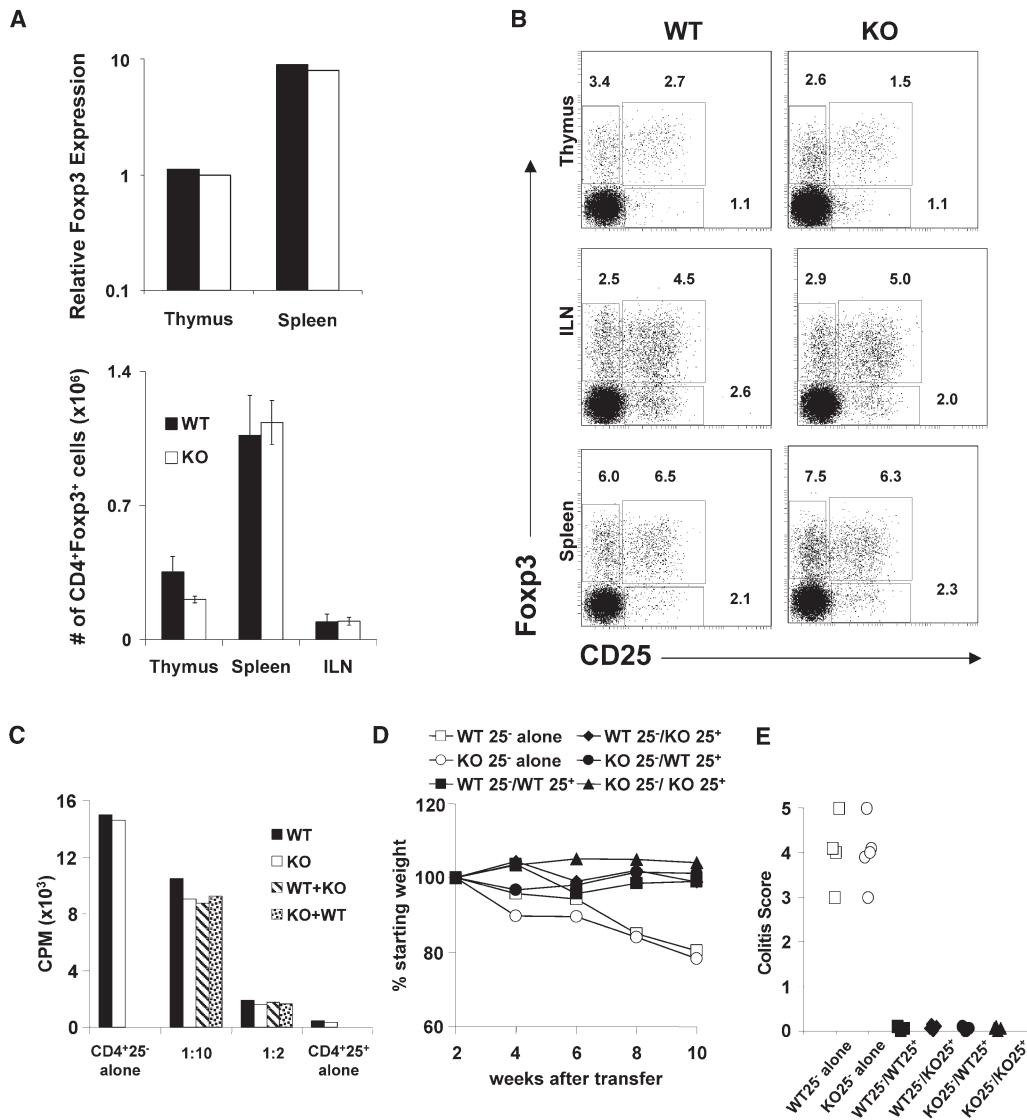 A
Relative Foxp3 Expression
10
1
0.1
Thymus Spleen
# of CD4⁺Foxp3⁺ cells (x10⁶)
1.4
0.7
0
WT
KO
Thymus Spleen ILN
B
WT KO
Thymus
3.4 2.7
1.1
2.6 1.5
1.1
ILN
2.5 4.5
2.6
2.9 5.0
2.0
Spleen
6.0 6.5
2.1
7.5 6.3
2.3
Foxp3
CD25
C
CPM (x10³)
16
12
8
4
0
WT
KO
WT+KO
KO+WT
CD4⁺25⁻ alone
1:10
1:2
CD4⁺25⁺ alone
D
WT 25⁻ alone
KO 25⁻ alone
WT 25⁻/WT 25⁺
WT 25⁻/KO 25⁺
KO 25⁻/WT 25⁺
KO 25⁻/ KO 25⁺
% starting weight
120
100
80
60
2 4 6 8 10
weeks after transfer
E
Colitis Score
5
4
3
2
1
0
WT25⁻ alone
KO25⁻ alone
WT25⁻/WT25⁺
WT25⁻/KO25⁺
KO25⁻/WT25⁺
KO25⁻/KO25⁺